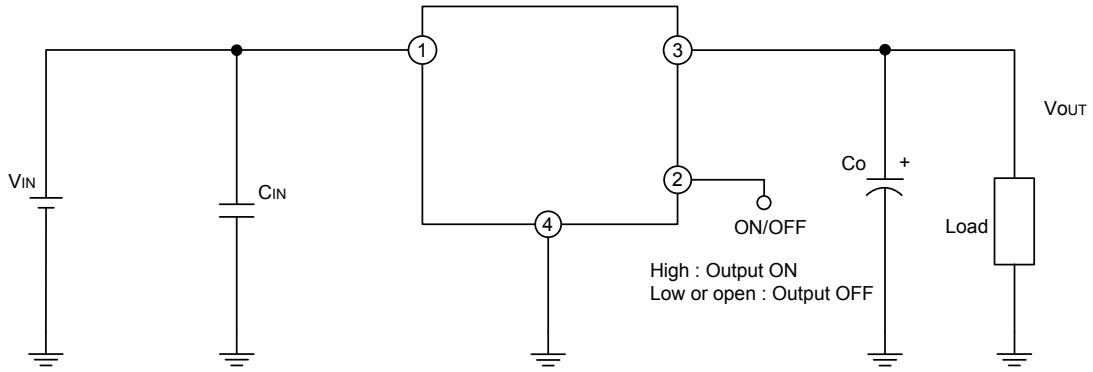 1
3
VOUT
Co
+
2
VIN
CIN
ON/OFF
4
Load
High : Output ON
Low or open : Output OFF